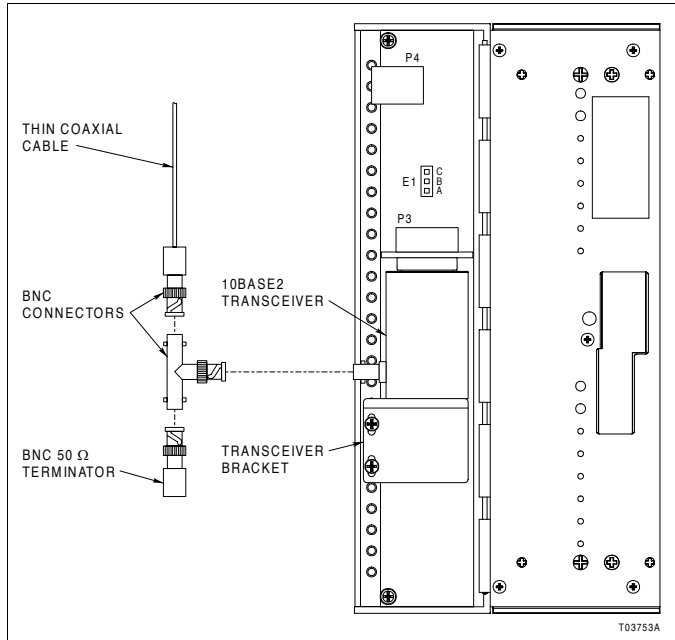 P4
THIN COAXIAL
CABLE
E1
C
B
A
P3
BNC
CONNECTORS
10BASE2
TRANSCEIVER
BNC 50 Ω
TERMINATOR
TRANSCEIVER
BRACKET
T03753A